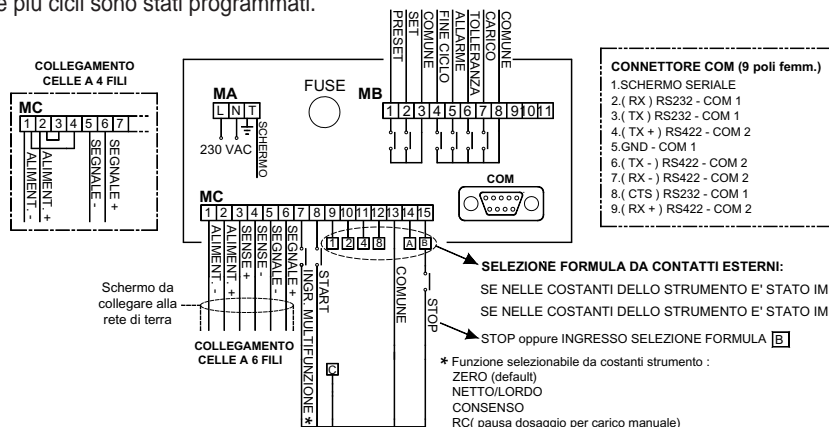 e più cicli sono stati programmati.
COLLEGAMENTO
CELLE A 4 FILI
MC
1 2 3 4 5 6 7
ALIMENT. -
ALIMENT. +
SEGNALE -
SEGNALE +
MA
L N T
230 VAC
SCHERMO
FUSE
MB
PRESET
SET
COMUNE
FINE CICLO
ALLARME
TOLLERANZA
CARICO
COMUNE
1 2 3 4 5 6 7 8 9 10 11
COM
CONNETTORE COM (9 poli femm.)
1.SCHERMO SERIALE
2.( RX ) RS232 - COM 1
3.( TX ) RS232 - COM 1
4.( TX + ) RS422 - COM 2
5.GND - COM 1
6.( TX - ) RS422 - COM 2
7.( RX - ) RS422 - COM 2
8.( CTS ) RS232 - COM 1
9.( RX + ) RS422 - COM 2
MC
1 2 3 4 5 6 7 8 9 10 11 12 13 14 15
ALIMENT. -
ALIMENT. +
SENSE +
SENSE -
SEGNALE -
SEGNALE +
INGR. MULTIFUNZIONE *
START
1 2 4 8
A B
COMUNE
STOP
C
Schermo da
collegare alla
rete di terra
COLLEGAMENTO
CELLE A 6 FILI
SELEZIONE FORMULA DA CONTATTI ESTERNI:
SE NELLE COSTANTI DELLO STRUMENTO E' STATO IM
SE NELLE COSTANTI DELLO STRUMENTO E' STATO IM
STOP oppure INGRESSO SELEZIONE FORMULA B
* Funzione selezionabile da costanti strumento :
ZERO (default)
NETTO/LORDO
CONSENSO
RC( pausa dosaggio per carico manuale)